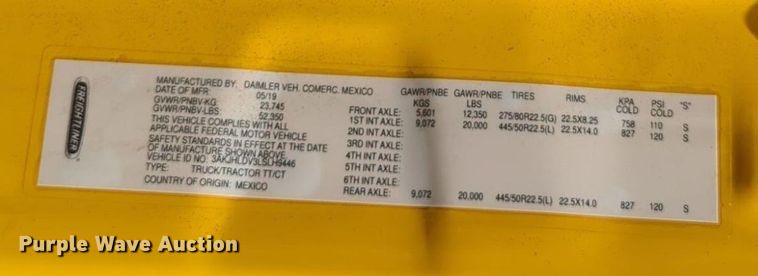 FREIGHTLINER
MANUFACTURED BY: DAIMLER VEH. COMERC. MEXICO
DATE OF MFR: 05/19
GVWR/PNBV-KG: 23,745
GVWR/PNBV-LBS: 52,350
THIS VEHICLE COMPLIES WITH ALL
APPLICABLE FEDERAL MOTOR VEHICLE
SAFETY STANDARDS IN EFFECT AT THE DATE
OF MANUFACTURE SHOWN ABOVE.
VEHICLE ID NO. 3AKJHLDV3LSLH9446
TYPE: TRUCK/TRACTOR TT/CT
COUNTRY OF ORIGIN: MEXICO
GAWR/PNBE GAWR/PNBE TIRES RIMS KPA PSI "S"
KGS LBS COLD COLD
FRONT AXLE: 5,601 12,350 275/80R22.5(G) 22.5X8.25 758 110 S
1ST INT AXLE: 9,072 20,000 445/50R22.5(L) 22.5X14.0 827 120 S
2ND INT AXLE:
3RD INT AXLE:
4TH INT AXLE:
5TH INT AXLE:
6TH INT AXLE:
REAR AXLE: 9,072 20,000 445/50R22.5(L) 22.5X14.0 827 120 S
Purple Wave Auction